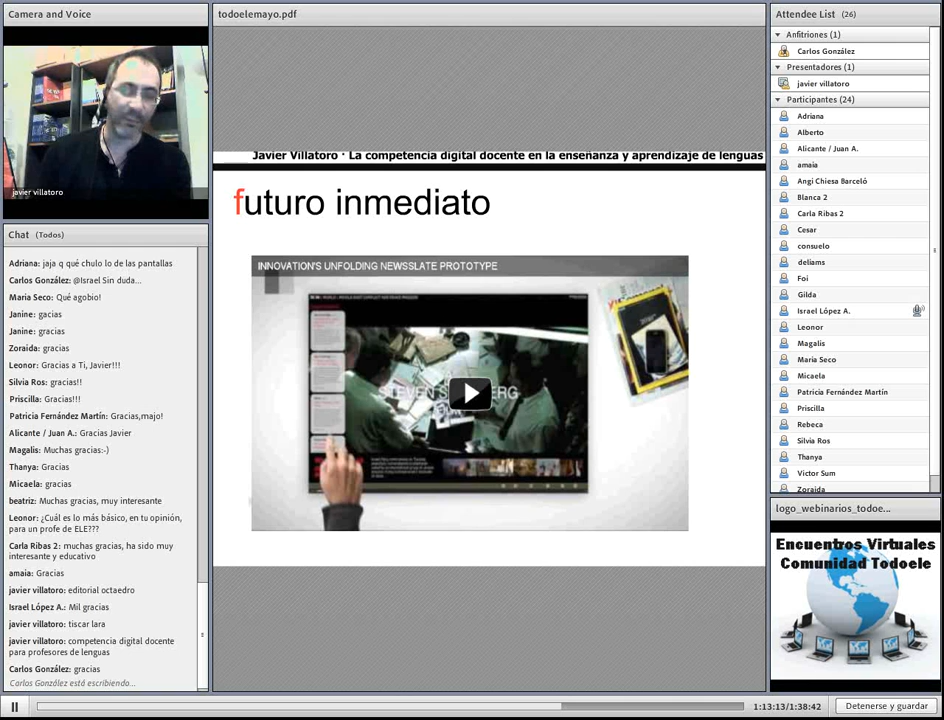 Camera and Voice
javier villatoro
Chat (Todos)
Adriana: jaja q qué chulo lo de las pantallas
Carlos González: @Israel Sin duda...
Maria Seco: Qué agobio!
Janine: gacias
Janine: gracias
Zoraida: gracias
Leonor: Gracias a Ti, Javier!!!
Silvia Ros: gracias!!
Priscilla: Gracias!!!
Patricia Fernández Martín: Gracias,majo!
Alicante / Juan A.: Gracias Javier
Magalis: Muchas gracias:-)
Thanya: Gracias
Micaela: gracias
beatriz: Muchas gracias, muy interesante
Leonor: ¿Cuál es lo más básico, en tu opinión,
para un profe de ELE???
Carla Ribas 2: muchas gracias, ha sido muy
interesante y educativo
amaia: Gracias
javier villatoro: editorial octaedro
Israel López A.: Mil gracias
javier villatoro: tiscar lara
javier villatoro: competencia digital docente
para profesores de lenguas
Carlos González: gracias
Carlos González está escribiendo...
todoelemayo.pdf
Javier Villatoro · La competencia digital docente en la enseñanza y aprendizaje de lenguas
futuro inmediato
INNOVATION'S UNFOLDING NEWSSLATE PROTOTYPE
Attendee List (26)
Anfitriones (1)
Carlos González
Presentadores (1)
javier villatoro
Participantes (24)
Adriana
Alberto
Alicante / Juan A.
amaia
Angi Chiesa Barceló
Blanca 2
Carla Ribas 2
Cesar
consuelo
deliams
Foi
Gilda
Israel López A.
Leonor
Magalis
Maria Seco
Micaela
Patricia Fernández Martín
Priscilla
Rebeca
Silvia Ros
Thanya
Victor Sum
Zoraida
logo_webinarios_todoe...
Encuentros Virtuales
Comunidad Todoele
1:13:13/1:38:42
Detenerse y guardar